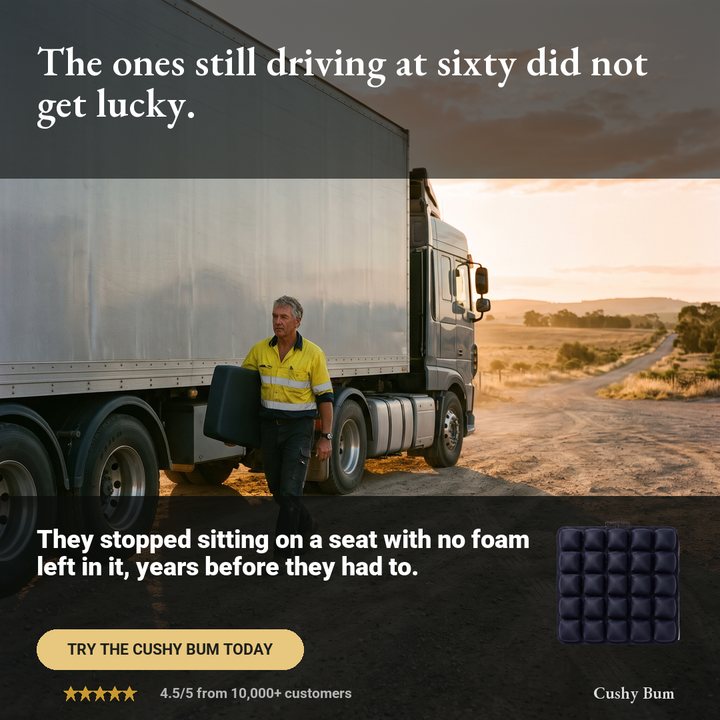 The ones still driving at sixty did not
get lucky.
They stopped sitting on a seat with no foam
left in it, years before they had to.
TRY THE CUSHY BUM TODAY
4.5/5 from 10,000+ customers
Cushy Bum